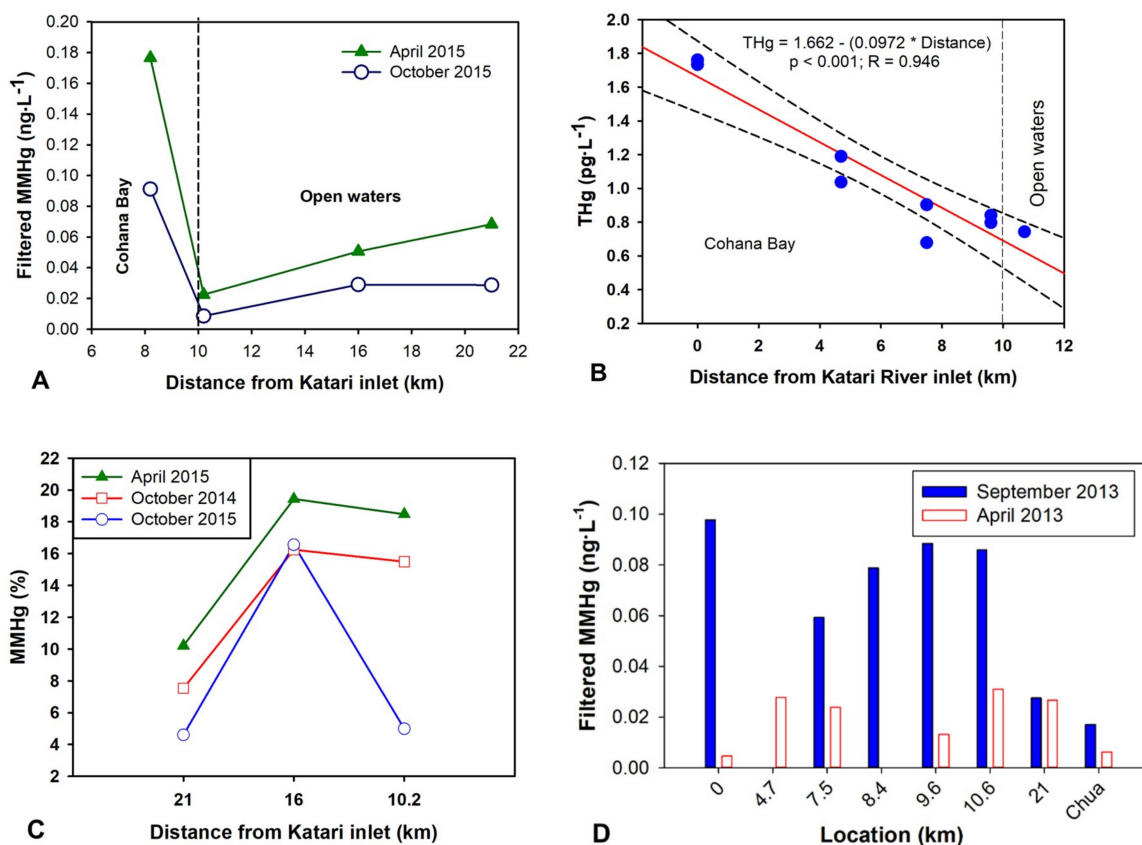 0.20
0.18
0.16
0.14
0.12
0.10
0.08
0.06
0.04
0.02
0.00
Filtered MMHg (ng·L⁻¹)
April 2015
October 2015
Cohana Bay
Open waters
6 8 10 12 14 16 18 20 22
A
Distance from Katari inlet (km)
2.0
1.8
1.6
1.4
1.2
1.0
0.8
0.6
0.4
0.2
THg (pg·L⁻¹)
THg = 1.662 - (0.0972 * Distance)
p < 0.001; R = 0.946
Cohana Bay
Open waters
0 2 4 6 8 10 12
B
Distance from Katari River inlet (km)
22
20
18
16
14
12
10
8
6
4
2
MMHg (%)
April 2015
October 2014
October 2015
21 16 10.2
C
Distance from Katari inlet (km)
0.12
0.10
0.08
0.06
0.04
0.02
0.00
Filtered MMHg (ng·L⁻¹)
September 2013
April 2013
0 4.7 7.5 8.4 9.6 10.6 21 Chua
D
Location (km)